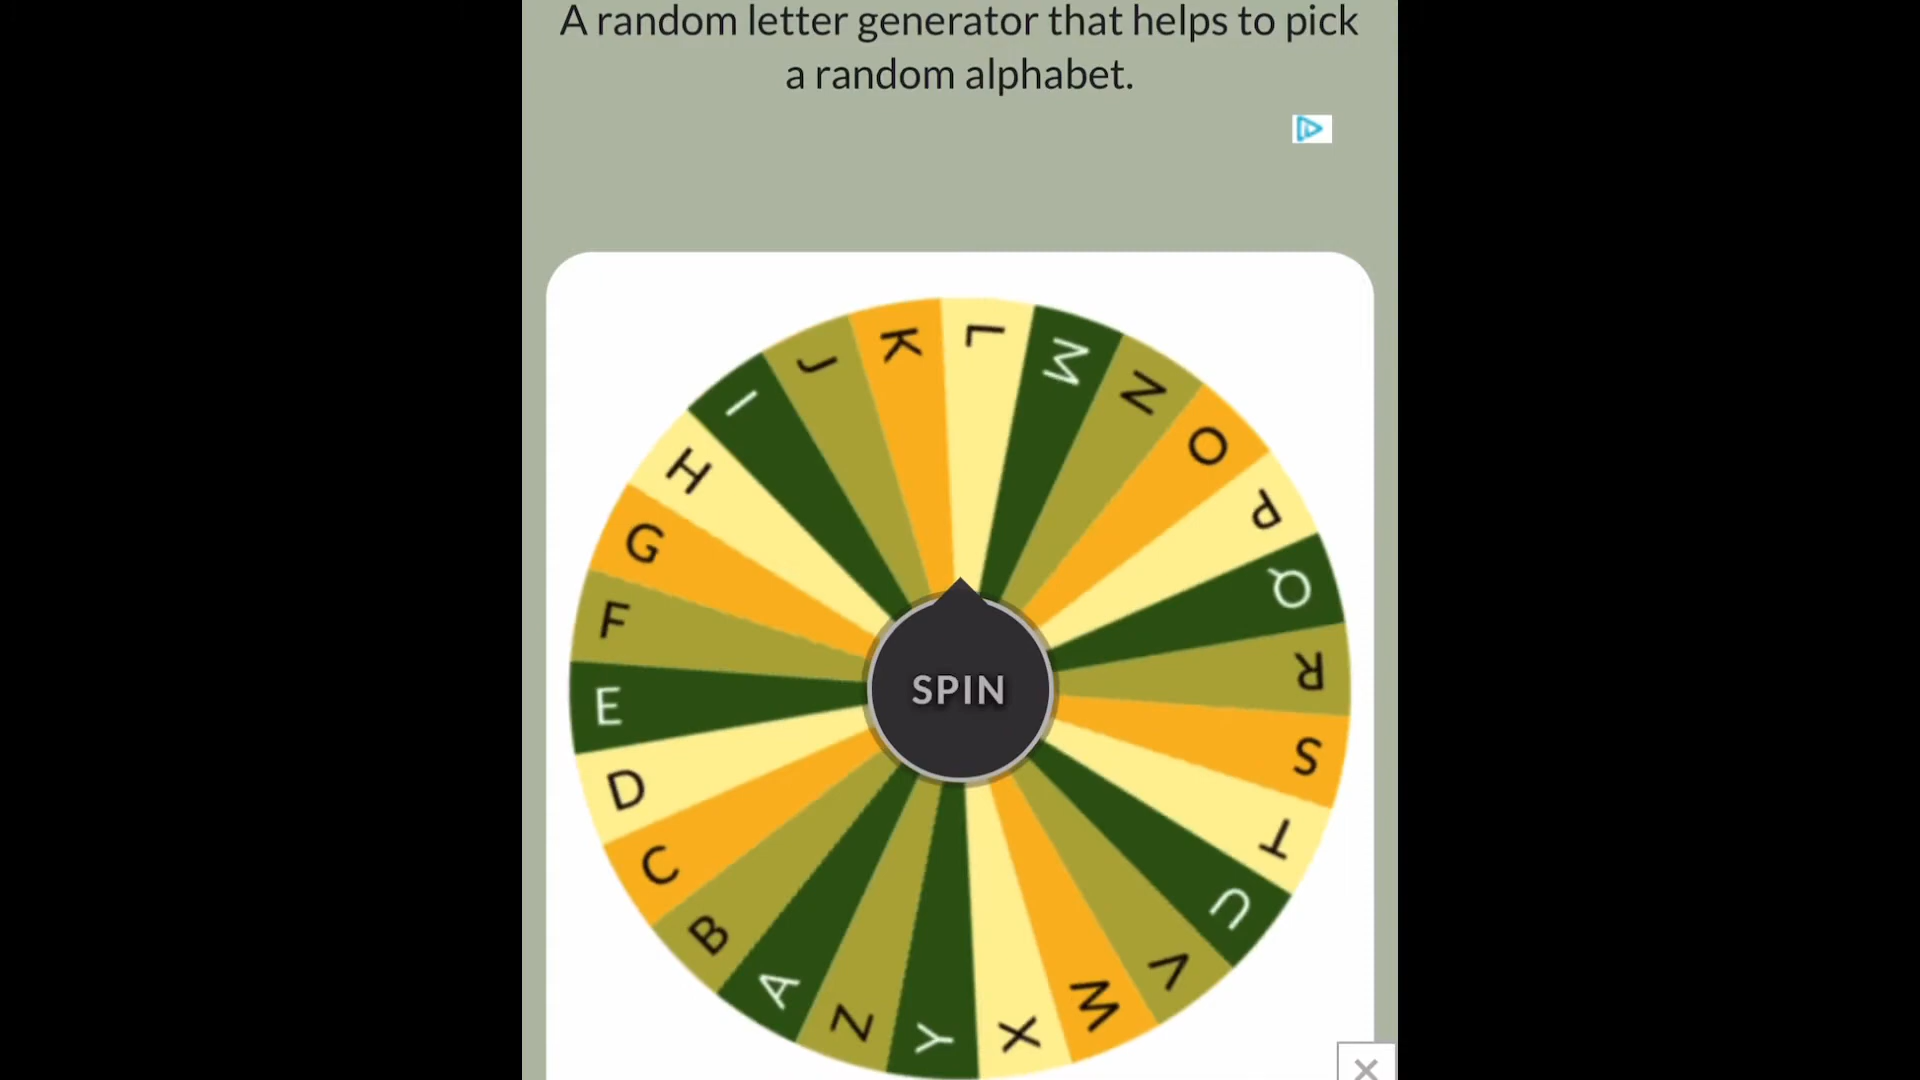 A random letter generator that helps to pick
a random alphabet.
A
B
C
D
E
F
G
H
I
J
K
L
M
N
O
P
Q
R
S
T
U
V
W
X
Y
Z
SPIN